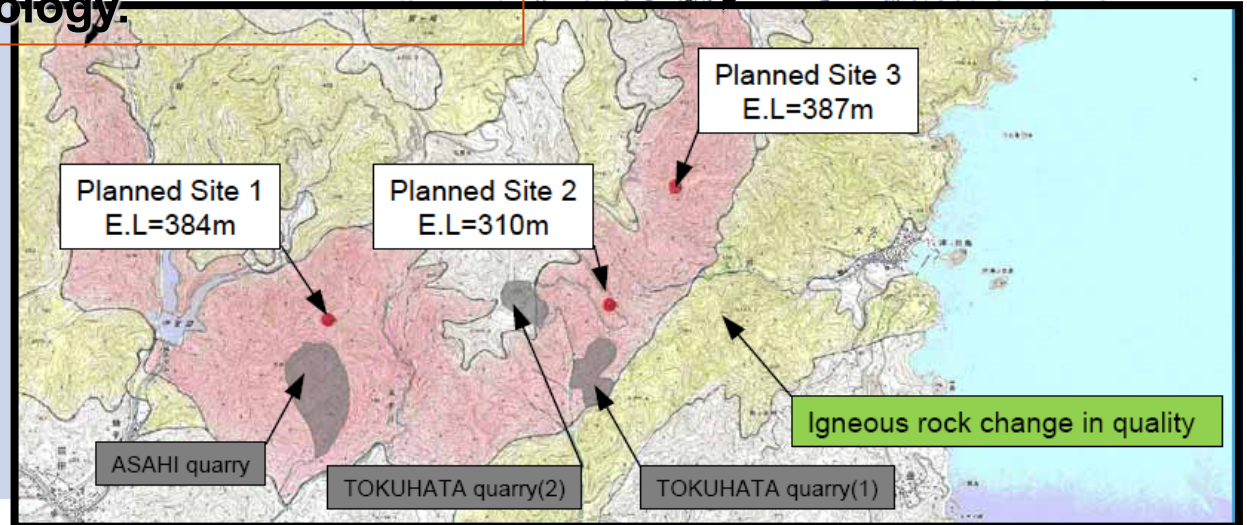 ology.
Planned Site 3
E.L=387m
Planned Site 1
E.L=384m
Planned Site 2
E.L=310m
Igneous rock change in quality
ASAHI quarry
TOKUHATA quarry(2)
TOKUHATA quarry(1)